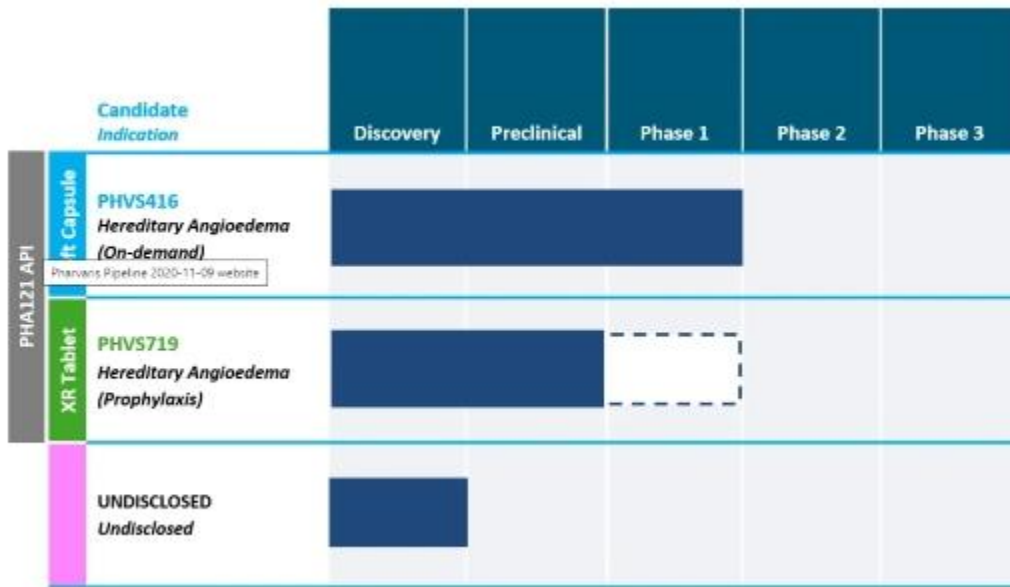 Candidate
Indication
Discovery
Preclinical
Phase 1
Phase 2
Phase 3
PHA121 API
ft Capsule
PHVS416
Hereditary Angioedema
(On-demand)
Pharvaris Pipeline 2020-11-09 website
XR Tablet
PHVS719
Hereditary Angioedema
(Prophylaxis)
UNDISCLOSED
Undisclosed